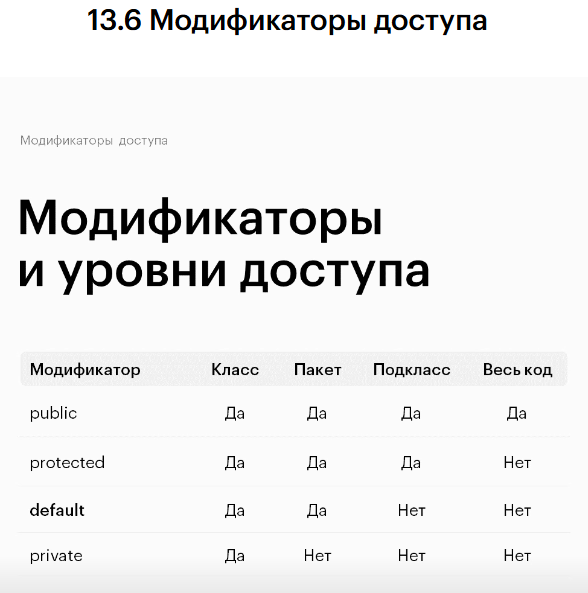 13.6 Модификаторы доступа
Модификаторы доступа
Модификаторы
и уровни доступа
Модификатор Класс Пакет Подкласс Весь код
public Да Да Да Да
protected Да Да Да Нет
default Да Да Нет Нет
private Да Нет Нет Нет